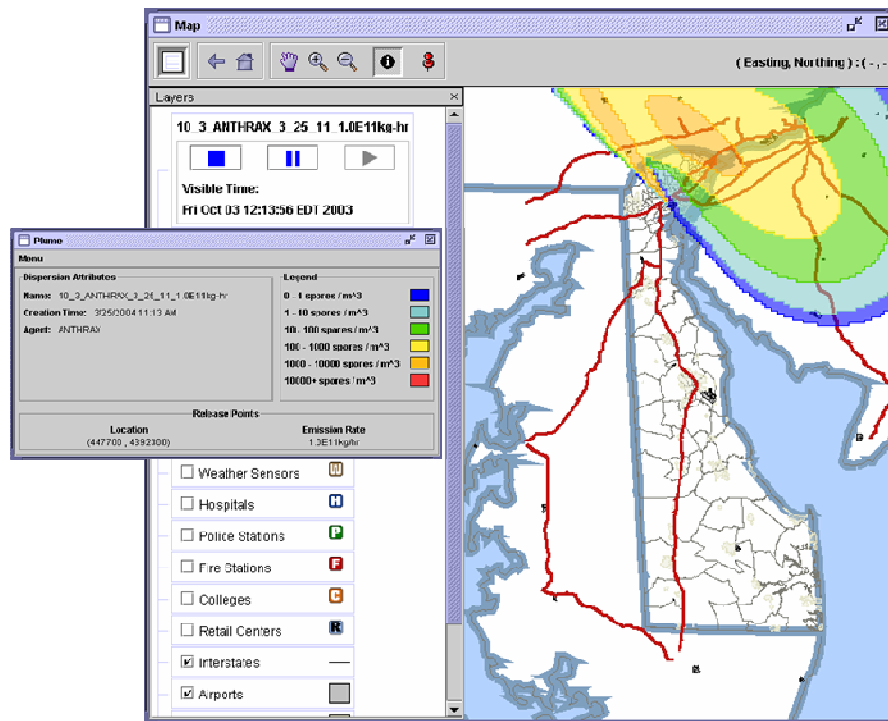 Map
(Easting, Northing):(-,-
Layers
10_3_ANTHRAX_3_25_11_1.0E11kg-hr
Visible Time:
Fri Oct 03 12:13:56 EDT 2003
Plume
Menu
Dispersion Attributes
Name: 10_3_ANTHRAX_3_25_11_1.0E11kg-hr
Creation Time: 3/25/2004 11:13 AM
Agent: ANTHRAX
Legend
0 - 1 spores / m^3
1 - 10 spores / m^3
10 - 100 spores / m^3
100 - 1000 spores / m^3
1000 - 10000 spores / m^3
10000+ spores / m^3
Release Points
Location
Emission Rate
(447700, 4392300)
1.0E11kg/hr
Weather Sensors W
Hospitals H
Police Stations P
Fire Stations F
Colleges C
Retail Centers R
Interstates
Airports